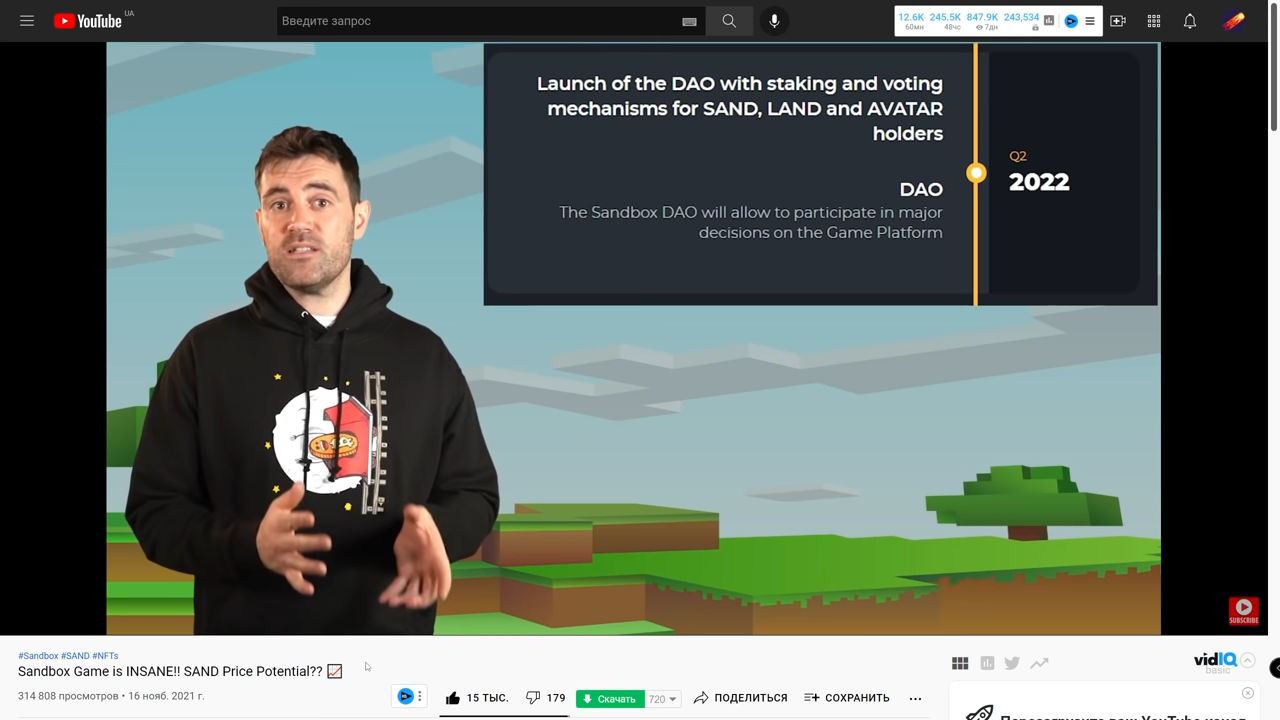 YouTube UA
Введите запрос
12.6K 245.5K 847.9K 243,534
60мн 48чс 7дн
Launch of the DAO with staking and voting
mechanisms for SAND, LAND and AVATAR
holders
DAO
The Sandbox DAO will allow to participate in major
decisions on the Game Platform
Q2
2022
SUBSCRIBE
#Sandbox #SAND #NFTs
Sandbox Game is INSANE!! SAND Price Potential??
314 808 просмотров • 16 нояб. 2021 г.
15 ТЫС.
179
Скачать
720
ПОДЕЛИТЬСЯ
СОХРАНИТЬ
vidIQ
basic